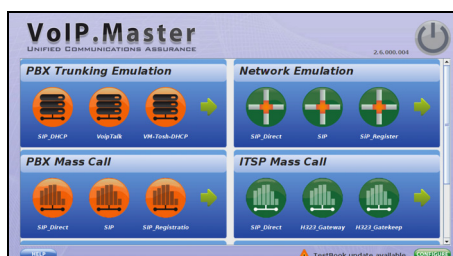 VoIP.Master
UNIFIED COMMUNICATIONS ASSURANCE
2.6.000.004
PBX Trunking Emulation
SIP_DHCP VoipTalk VM-Tosh-DHCP
Network Emulation
SIP_Direct SIP SIP_Register
PBX Mass Call
SIP_Direct SIP SIP_Registratio
ITSP Mass Call
SIP_Direct H323_Gateway H323_Gatekeep
HELP
TestBook update available
CONFIGURE